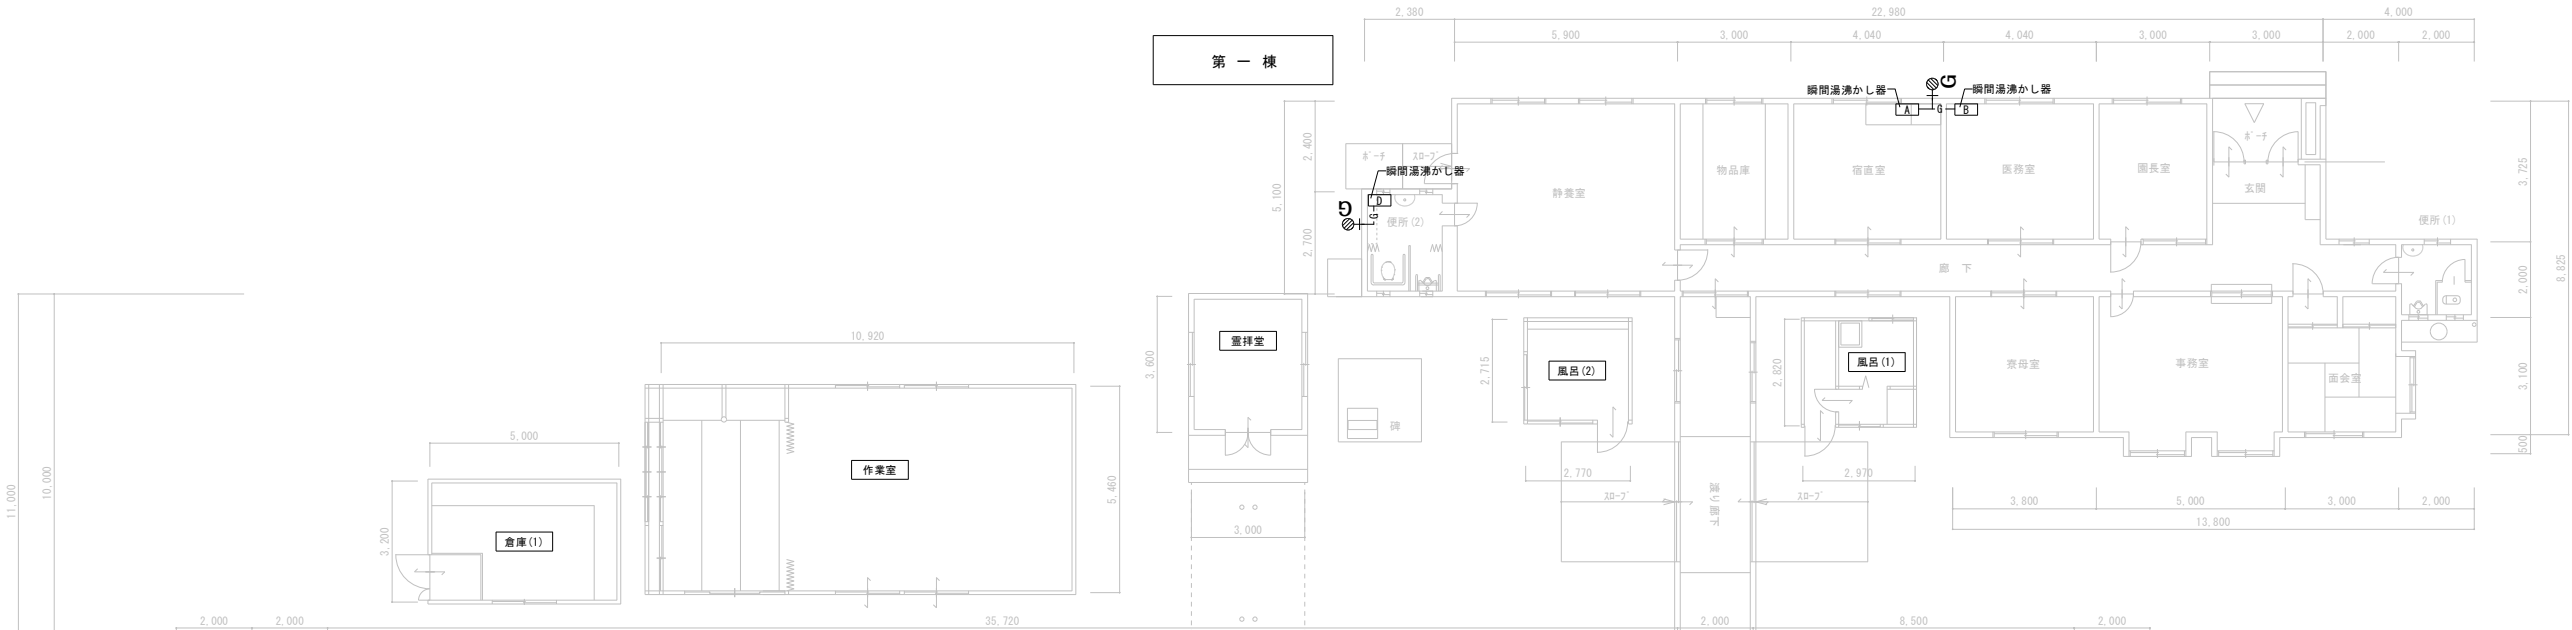 2,380
22,980
4,000
5,900
3,000
4,040
4,040
3,000
3,000
2,000
2,000
第 一 棟
瞬間湯沸かし器
G
瞬間湯沸かし器
A
G
B
2,400
5,100
2,700
ﾎﾟｰﾁ
ｽﾛｰﾌﾟ
瞬間湯沸かし器
D
G
G
便所(2)
静養室
物品庫
宿直室
医務室
園長室
ﾎﾟｰﾁ
玄関
便所(1)
廊 下
3,725
2,000
8,825
3,100
500
11,000
10,000
10,920
3,600
霊拝堂
2,715
風呂(2)
2,820
風呂(1)
寮母室
事務室
面会室
碑
5,000
3,200
倉庫(1)
作業室
5,460
3,000
2,770
2,970
ｽﾛｰﾌﾟ
渡り廊下
ｽﾛｰﾌﾟ
3,800
5,000
3,000
2,000
13,800
2,000
2,000
35,720
2,000
8,500
2,000